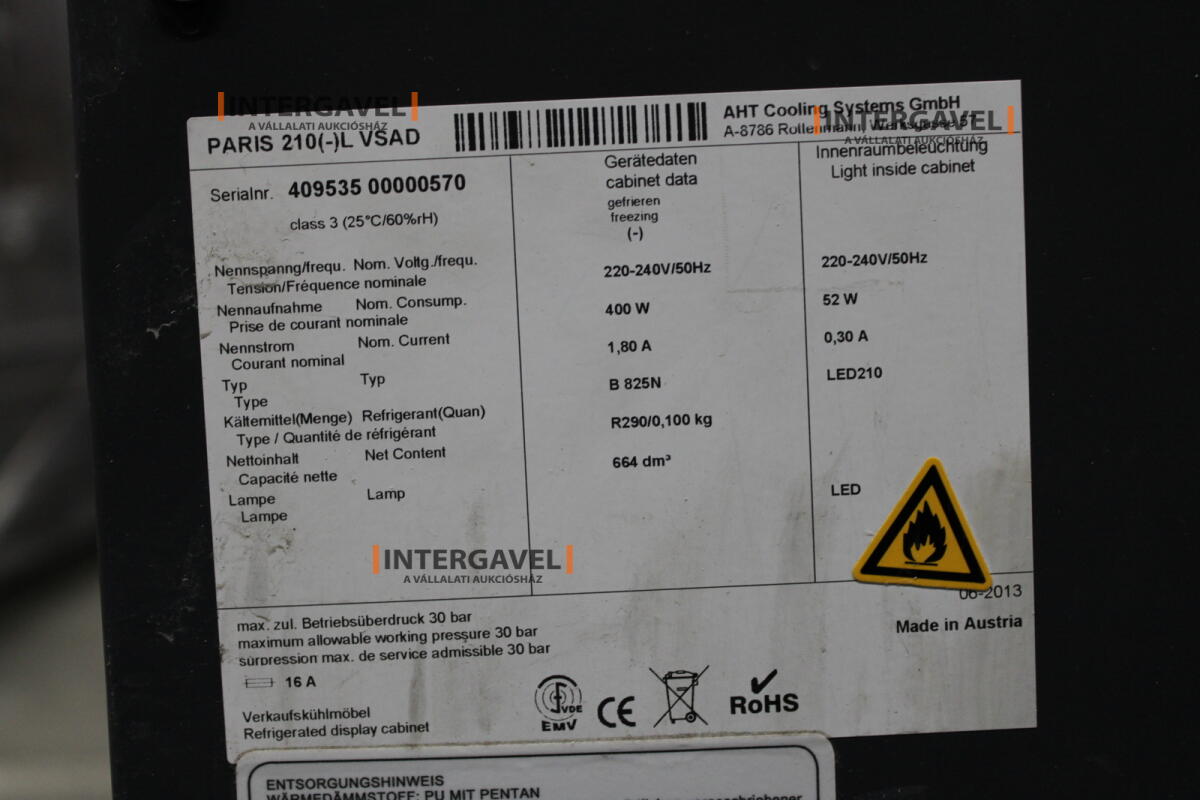 INTERGAVEL
A VÁLLALATI AUKCIÓSHÁZ
PARIS 210(-)L VSAD
AHT Cooling Systems GmbH
A-8786 Rottenmann, Werksgasse 57
INTERGAVEL
A VÁLLALATI AUKCIÓSHÁZ
Serialnr. 409535 00000570
class 3 (25°C/60%rH)
Gerätedaten
cabinet data
gefrieren
freezing
(-)
Innenraumbeleuchtung
Light inside cabinet
Nennspanng/frequ. Nom. Voltg./frequ. 220-240V/50Hz 220-240V/50Hz
Tension/Fréquence nominale
Nennaufnahme Nom. Consump. 400 W 52 W
Prise de courant nominale
Nennstrom Nom. Current 1,80 A 0,30 A
Courant nominal
Typ Typ B 825N LED210
Type
Kältemittel(Menge) Refrigerant(Quan) R290/0,100 kg
Type / Quantité de réfrigérant
Nettoinhalt Net Content 664 dm³
Capacité nette
Lampe Lamp LED
Lampe
INTERGAVEL
A VÁLLALATI AUKCIÓSHÁZ
06-2013
Made in Austria
max. zul. Betriebsüberdruck 30 bar
maximum allowable working pressure 30 bar
surpression max. de service admissible 30 bar
16 A
Verkaufskühlmöbel
Refrigerated display cabinet
VDE
EMV
CE
RoHS
ENTSORGUNGSHINWEIS
WÄRMEDÄMMSTOFF: PU MIT PENTAN